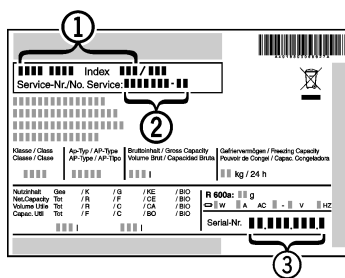 1
Index /
Service-Nr./No. Service: -
2
Klasse / Class
Classe / Clase
Ap-Typ / AP-Type
AP-Type / AP-Tipo
Bruttoinhalt / Gross Capacity
Volume Brut / Capacidad Bruta
Gefriervermögen / Freezing Capacity
Pouvoir de Congel / Capac. Congeladora
l
kg / 24 h
Nutzinhalt Ges / K / G / KE / BIO
Net.Capacity Tot / R / F / CE / BIO
Volume Utile Tot / R / C / CA / BIO
Capac. Util Tot / F / C / BO / BIO
l l
R 600a: g
W A AC - V HZ
Serial-Nr.
3